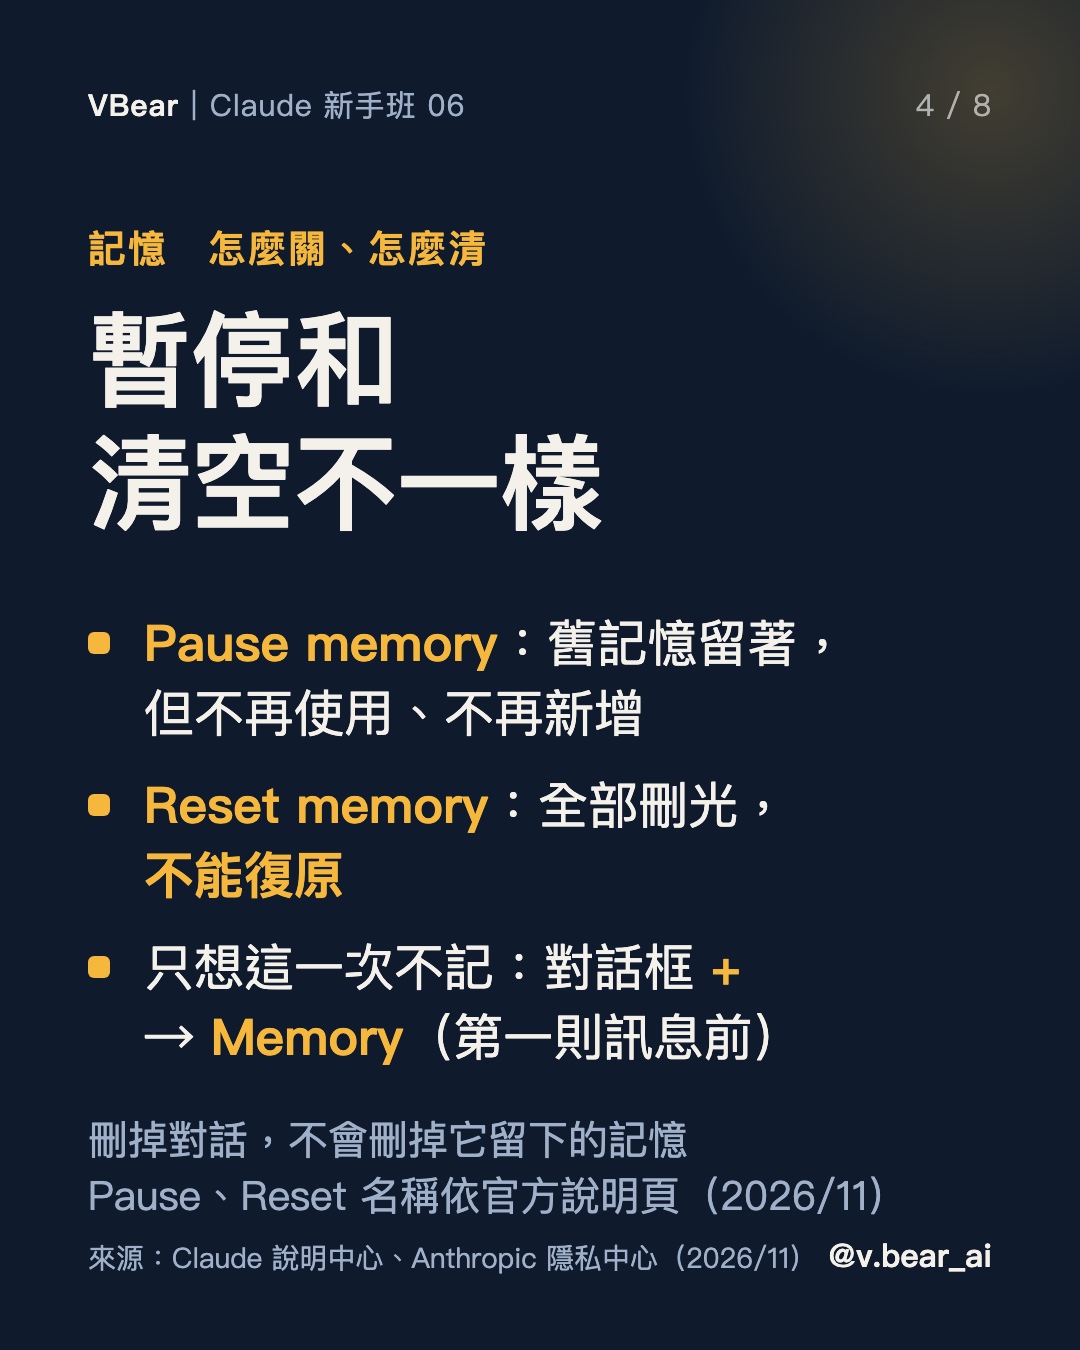 VBear | Claude 新手班 06
4 / 8
記憶　怎麼關、怎麼清
暫停和
清空不一樣
Pause memory：舊記憶留著，
但不再使用、不再新增
Reset memory：全部刪光，
不能復原
只想這一次不記：對話框 +
→ Memory（第一則訊息前）
刪掉對話，不會刪掉它留下的記憶
Pause、Reset 名稱依官方說明頁（2026/11）
來源：Claude 說明中心、Anthropic 隱私中心（2026/11）
@v.bear_ai